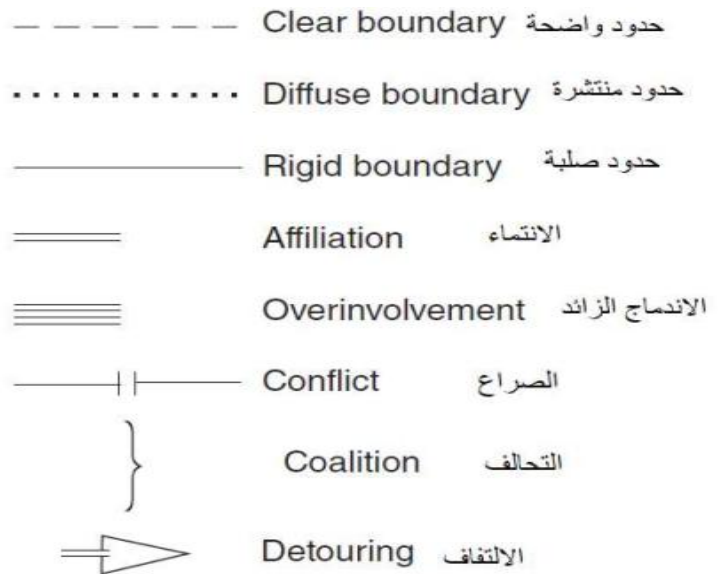 Clear boundary حدود واضحة
Diffuse boundary حدود منتشرة
Rigid boundary حدود صلبة
Affiliation الانتماء
Overinvolvement الاندماج الزائد
Conflict الصراع
Coalition التحالف
Detouring الالتفاف